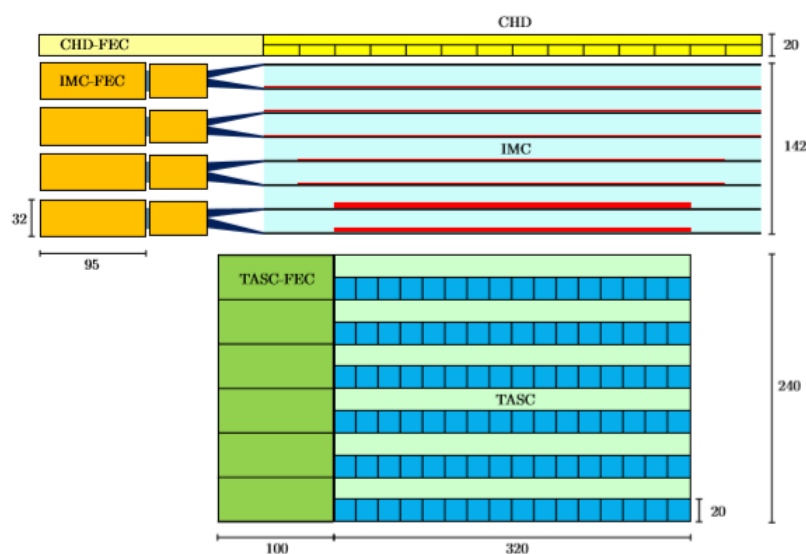 CHD
CHD-FEC
20
IMC-FEC
IMC
142
32
95
TASC-FEC
TASC
240
20
100
320